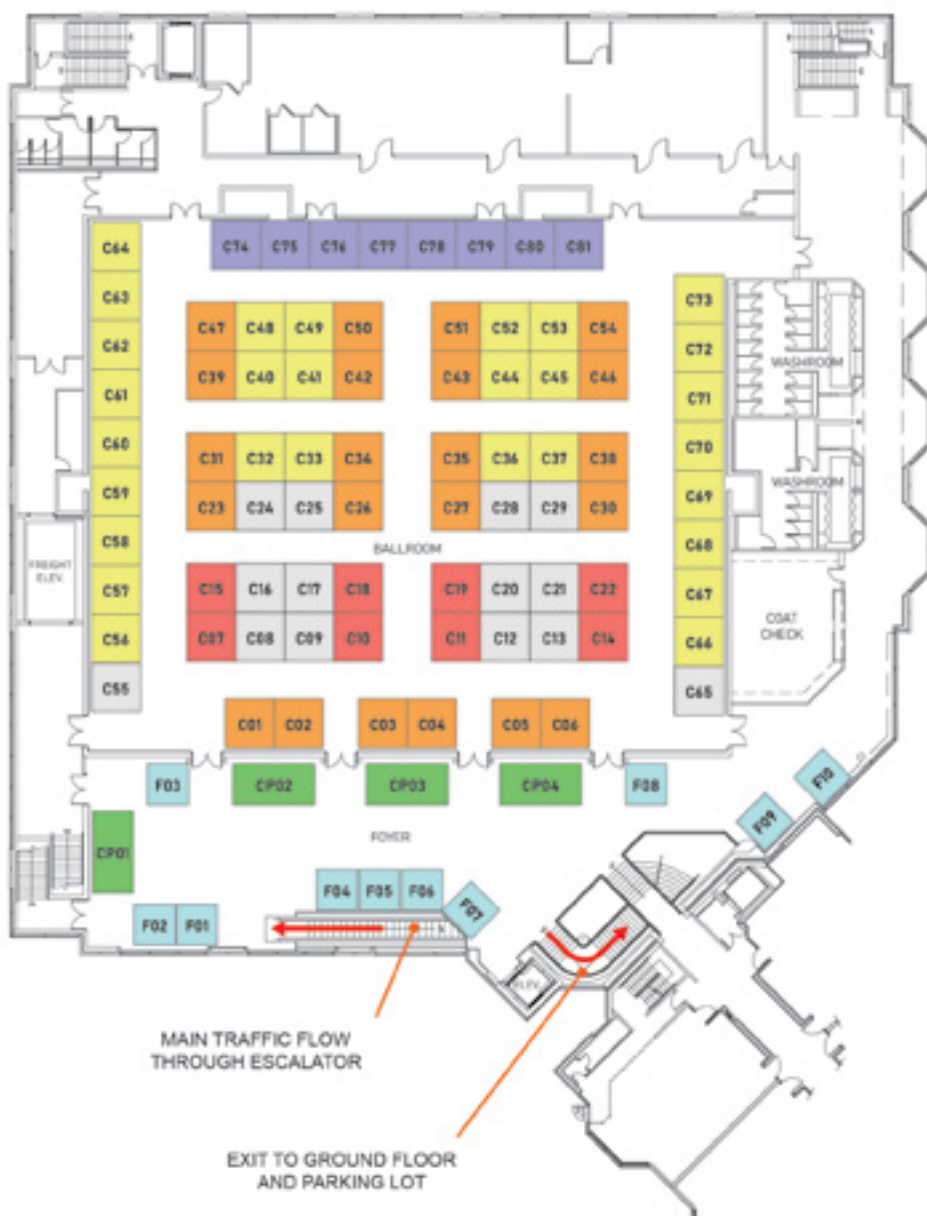 C74 C75 C76 C77 C78 C79 C80 C81
C64
C63
C62
C61
C60
C59
C58
C57
C56
C55
C73
C72
C71
C70
C69
C68
C67
C66
C65
C47 C48 C49 C50
C39 C40 C41 C42
C51 C52 C53 C54
C43 C44 C45 C46
C31 C32 C33 C34
C23 C24 C25 C26
C35 C36 C37 C38
C27 C28 C29 C30
BALLROOM
C15 C16 C17 C18
C07 C08 C09 C10
C19 C20 C21 C22
C11 C12 C13 C14
WASHROOM
WASHROOM
FREIGHT
ELEV.
COAT
CHECK
C01 C02
C03 C04
C05 C06
F03
CP02
CP03
CP04
F08
F09
F10
CP01
FOYER
F04 F05 F06
F07
F02 F01
ELEV.
MAIN TRAFFIC FLOW
THROUGH ESCALATOR
EXIT TO GROUND FLOOR
AND PARKING LOT